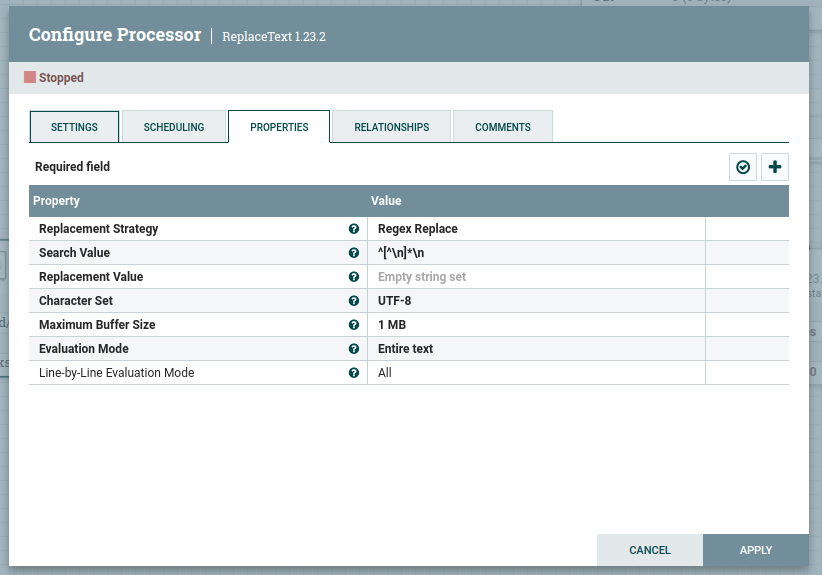 Configure Processor | ReplaceText 1.23.2
Stopped
SETTINGS SCHEDULING PROPERTIES RELATIONSHIPS COMMENTS
Required field
Property Value
Replacement Strategy Regex Replace
Search Value ^[^\n]*\n
Replacement Value Empty string set
Character Set UTF-8
Maximum Buffer Size 1 MB
Evaluation Mode Entire text
Line-by-Line Evaluation Mode All
CANCEL APPLY